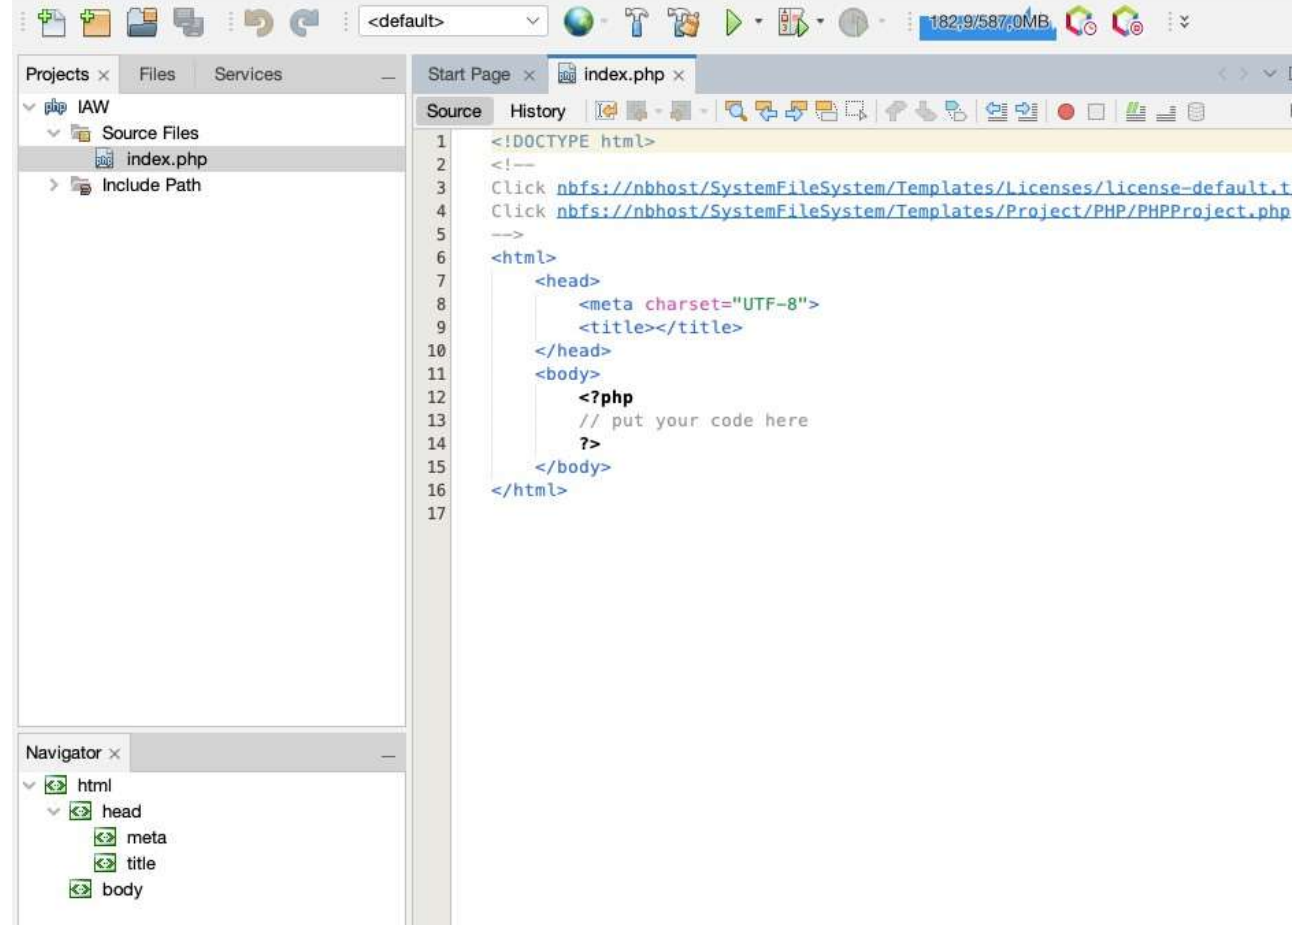 <default>
182,9/587,0MB
Projects
Files
Services
Start Page
index.php
php IAW
Source Files
index.php
Include Path
Source
History
1 <!DOCTYPE html>
2 <!--
3 Click nbfs://nbhost/SystemFileSystem/Templates/Licenses/license-default.t
4 Click nbfs://nbhost/SystemFileSystem/Templates/Project/PHP/PHPProject.php
5 -->
6 <html>
7 <head>
8 <meta charset="UTF-8">
9 <title></title>
10 </head>
11 <body>
12 <?php
13 // put your code here
14 ?>
15 </body>
16 </html>
17
Navigator
html
head
meta
title
body